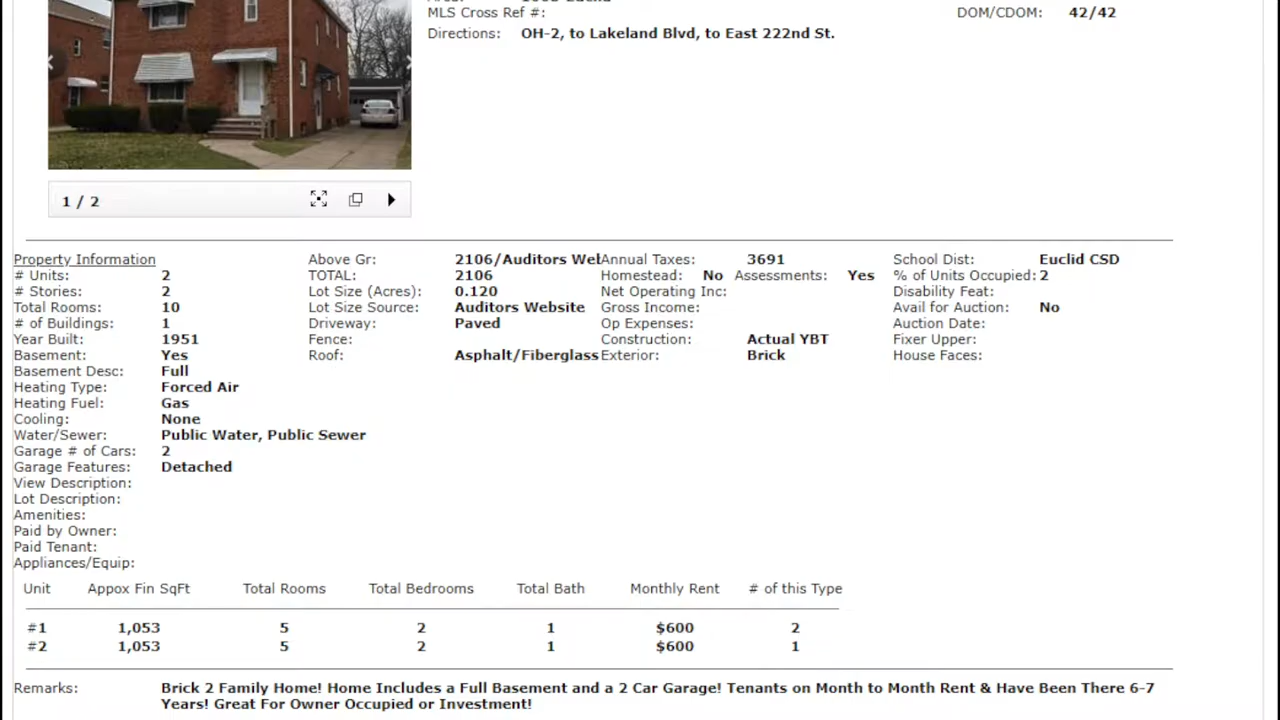 MLS Cross Ref #: DOM/CDOM: 42/42
Directions: OH-2, to Lakeland Blvd, to East 222nd St.
1 / 2
Property Information Above Gr: 2106/Auditors Wel Annual Taxes: 3691 School Dist: Euclid CSD
# Units: 2 TOTAL: 2106 Homestead: No Assessments: Yes % of Units Occupied: 2
# Stories: 2 Lot Size (Acres): 0.120 Net Operating Inc: Disability Feat:
Total Rooms: 10 Lot Size Source: Auditors Website Gross Income: Avail for Auction: No
# of Buildings: 1 Driveway: Paved Op Expenses: Auction Date:
Year Built: 1951 Fence: Construction: Actual YBT Fixer Upper:
Basement: Yes Roof: Asphalt/Fiberglass Exterior: Brick House Faces:
Basement Desc: Full
Heating Type: Forced Air
Heating Fuel: Gas
Cooling: None
Water/Sewer: Public Water, Public Sewer
Garage # of Cars: 2
Garage Features: Detached
View Description:
Lot Description:
Amenities:
Paid by Owner:
Paid Tenant:
Appliances/Equip:
Unit Appox Fin SqFt Total Rooms Total Bedrooms Total Bath Monthly Rent # of this Type
#1 1,053 5 2 1 $600 2
#2 1,053 5 2 1 $600 1
Remarks: Brick 2 Family Home! Home Includes a Full Basement and a 2 Car Garage! Tenants on Month to Month Rent & Have Been There 6-7
Years! Great For Owner Occupied or Investment!